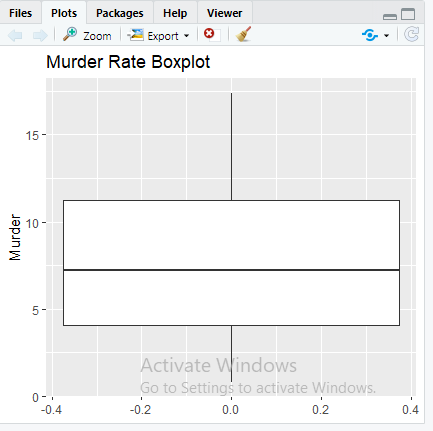 Files Plots Packages Help Viewer
Zoom Export
Murder Rate Boxplot
15
10
5
0
Murder
-0.4 -0.2 0.0 0.2 0.4
Activate Windows
Go to Settings to activate Windows.